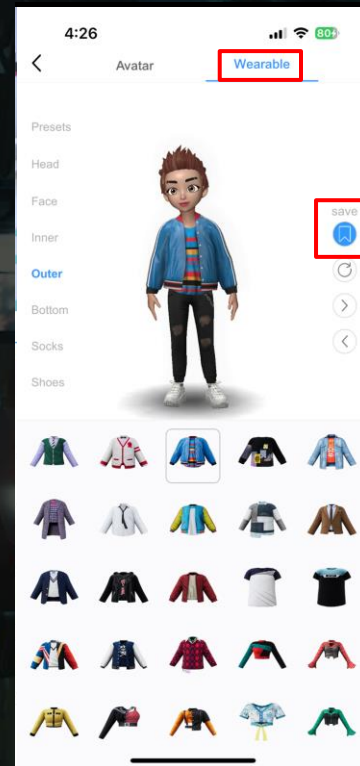 4:26
80
Avatar
Wearable
Presets
Head
Face
save
Inner
Outer
Bottom
Socks
Shoes